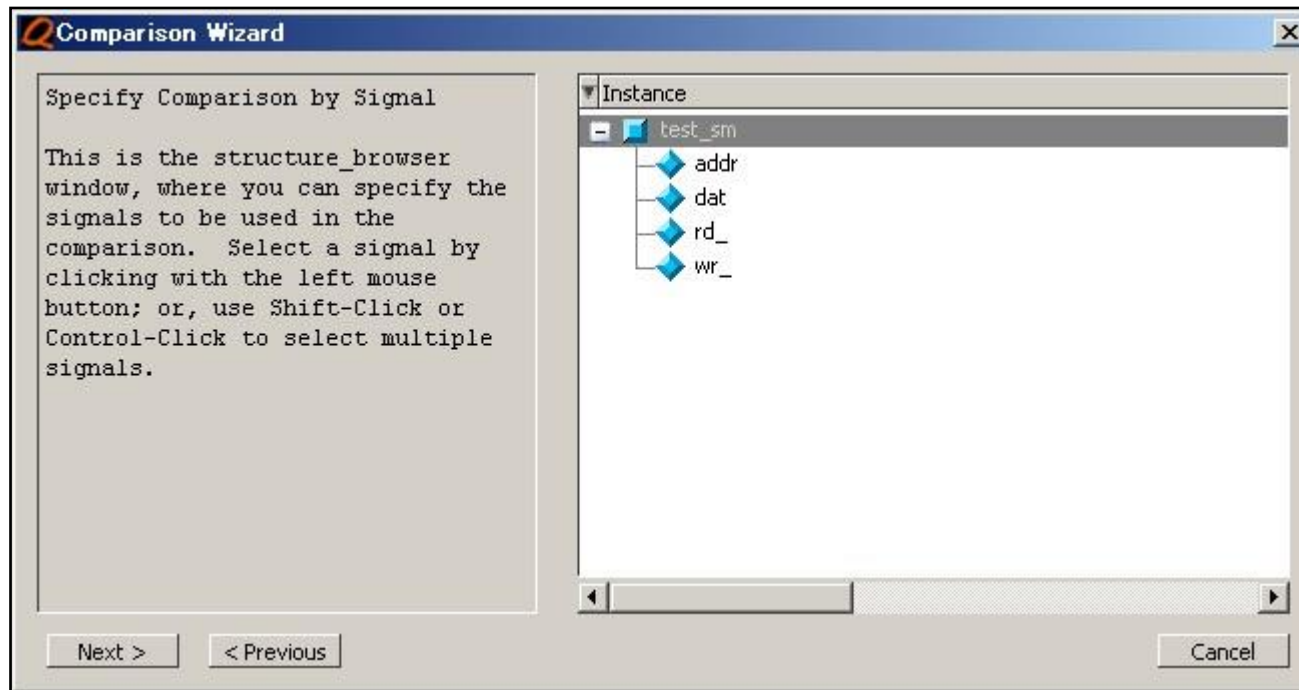 Comparison Wizard
Specify Comparison by Signal
This is the structure_browser
window, where you can specify the
signals to be used in the
comparison.  Select a signal by
clicking with the left mouse
button; or, use Shift-Click or
Control-Click to select multiple
signals.
Instance
test_sm
addr
dat
rd_
wr_
Next >
< Previous
Cancel